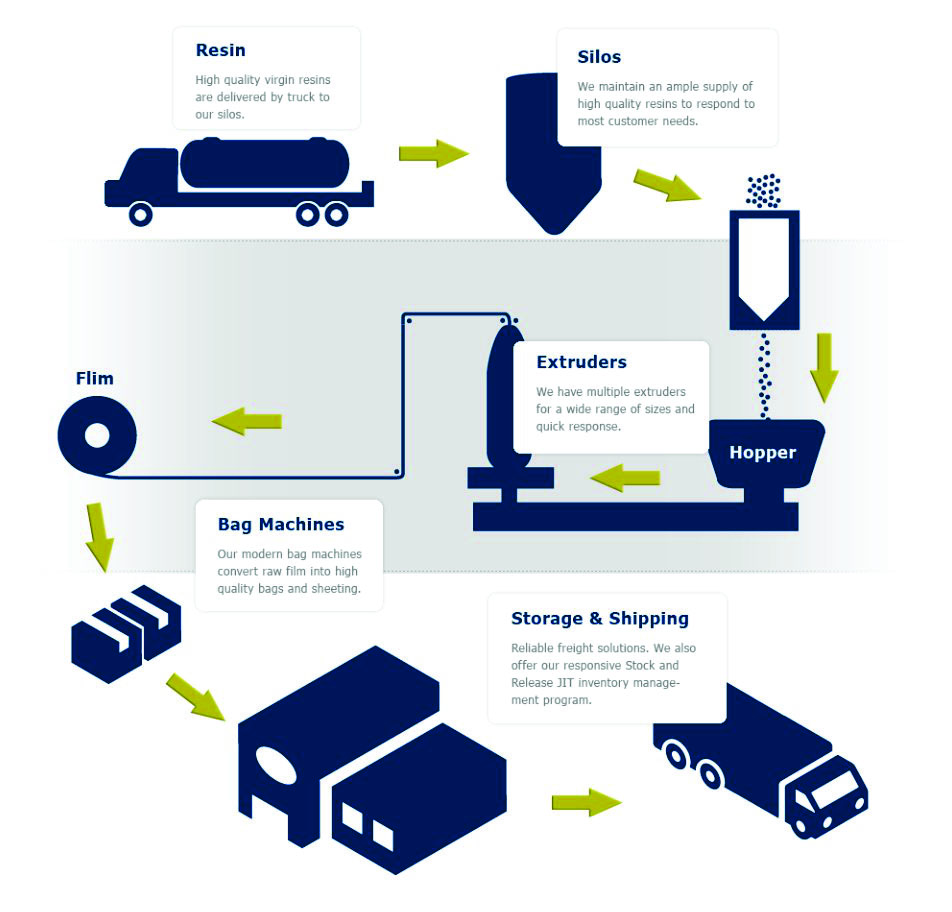 Resin
High quality virgin resins
are delivered by truck to
our silos.
Silos
We maintain an ample supply of
high quality resins to respond to
most customer needs.
Extruders
We have multiple extruders
for a wide range of sizes and
quick response.
Flim
Hopper
Bag Machines
Our modern bag machines
convert raw film into high
quality bags and sheeting.
Storage & Shipping
Reliable freight solutions. We also
offer our responsive Stock and
Release JIT inventory manage-
ment program.